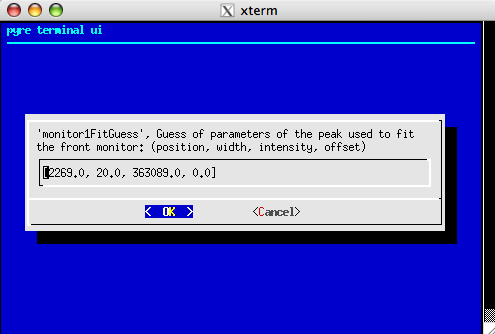 xterm
pyre terminal ui
'monitor1FitGuess', Guess of parameters of the peak used to fit
the front monitor: (position, width, intensity, offset)
[2269.0, 20.0, 363089.0, 0.0]
< OK > <Cancel>